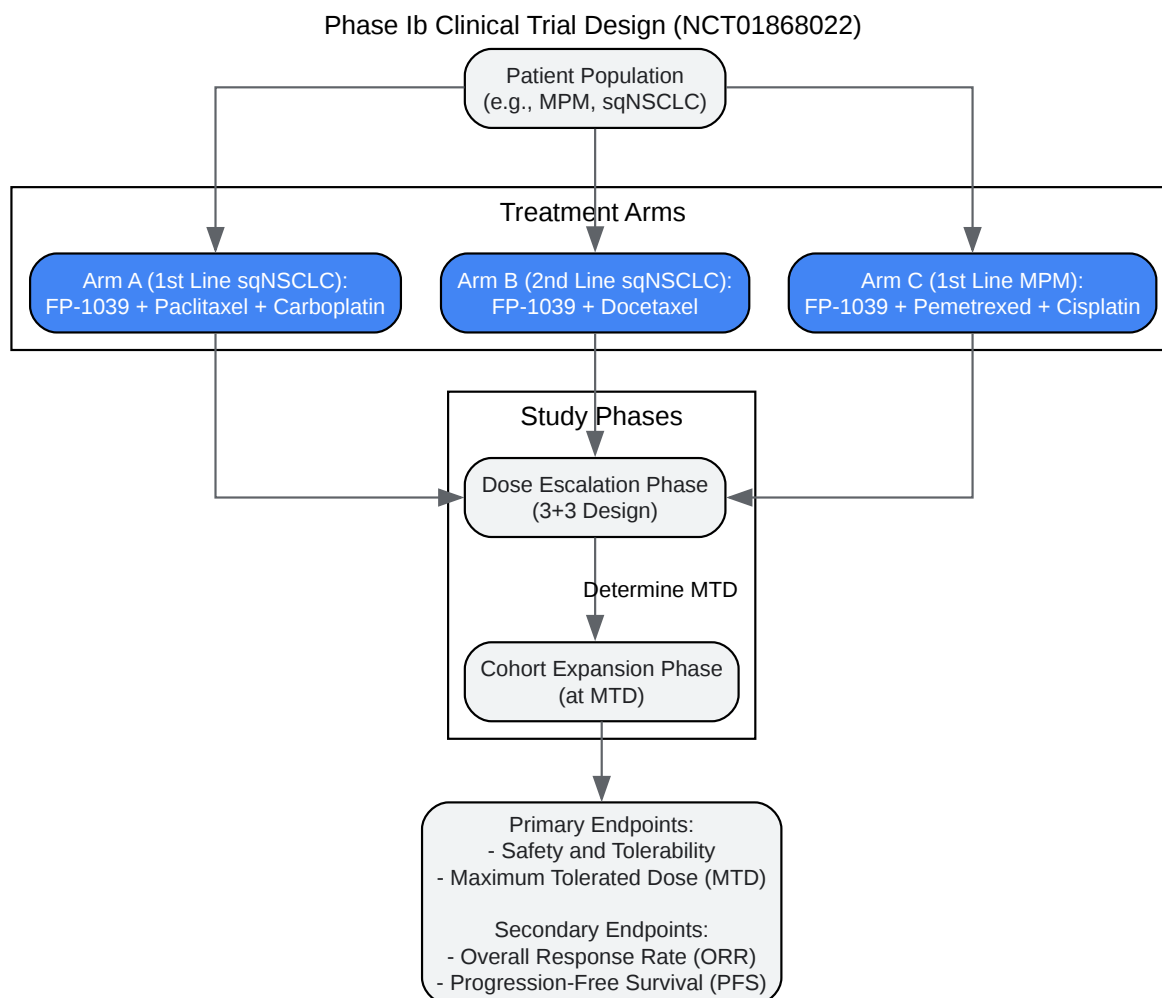 Phase Ib Clinical Trial Design (NCT01868022)
Patient Population
(e.g., MPM, sqNSCLC)
Treatment Arms
Arm A (1st Line sqNSCLC):
FP-1039 + Paclitaxel + Carboplatin
Arm B (2nd Line sqNSCLC):
FP-1039 + Docetaxel
Arm C (1st Line MPM):
FP-1039 + Pemetrexed + Cisplatin
Study Phases
Dose Escalation Phase
(3+3 Design)
Determine MTD
Cohort Expansion Phase
(at MTD)
Primary Endpoints:
- Safety and Tolerability
- Maximum Tolerated Dose (MTD)
Secondary Endpoints:
- Overall Response Rate (ORR)
- Progression-Free Survival (PFS)